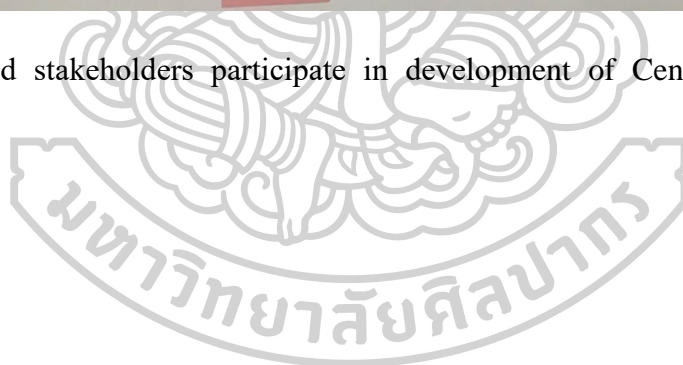 d stakeholders participate in development of Cen
มหาวิทยาลัยศิลปากร